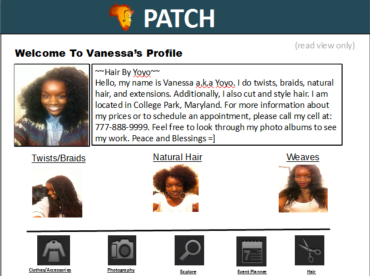 PATCH
(read view only)
Welcome To Vanessa's Profile
~~Hair By Yoyo~~
Hello, my name is Vanessa a.k.a Yoyo. I do twists, braids, natural
hair, and extensions. Additionally, I also cut and style hair. I am
located in College Park, Maryland. For more information about
my prices or to schedule an appointment, please call my cell at:
777-888-9999. Feel free to look through my photo albums to see
my work. Peace and Blessings =]
Twists/Braids
Natural Hair
Weaves
7
Clothes/Accessories
Photography
Explore
Event Planner
Hair